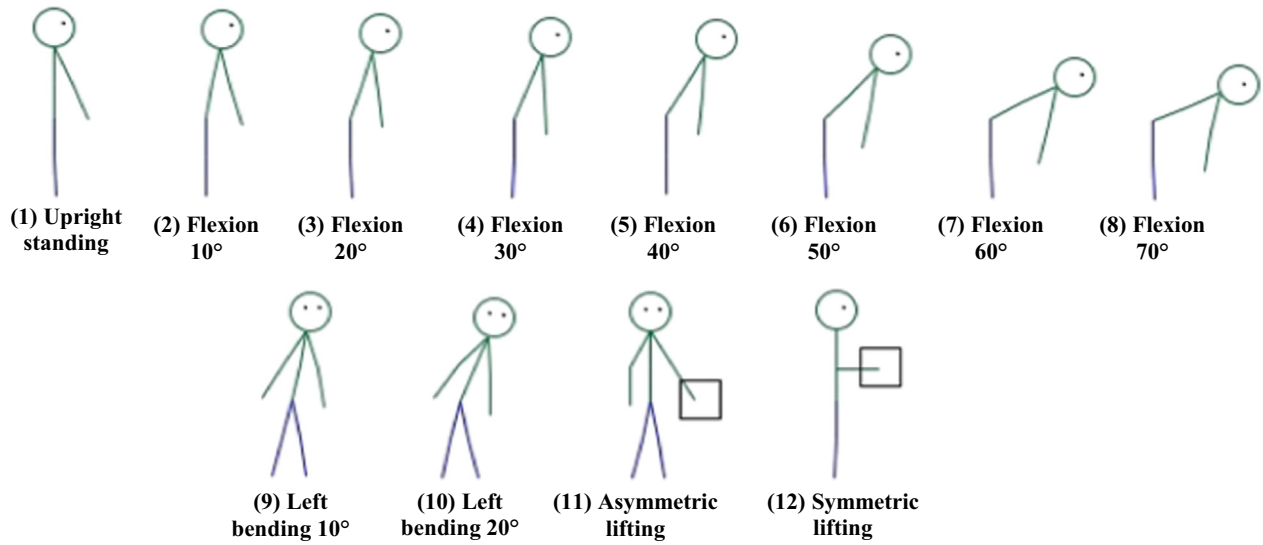 (1) Upright
standing
(2) Flexion
10°
(3) Flexion
20°
(4) Flexion
30°
(5) Flexion
40°
(6) Flexion
50°
(7) Flexion
60°
(8) Flexion
70°
(9) Left
bending 10°
(10) Left
bending 20°
(11) Asymmetric
lifting
(12) Symmetric
lifting